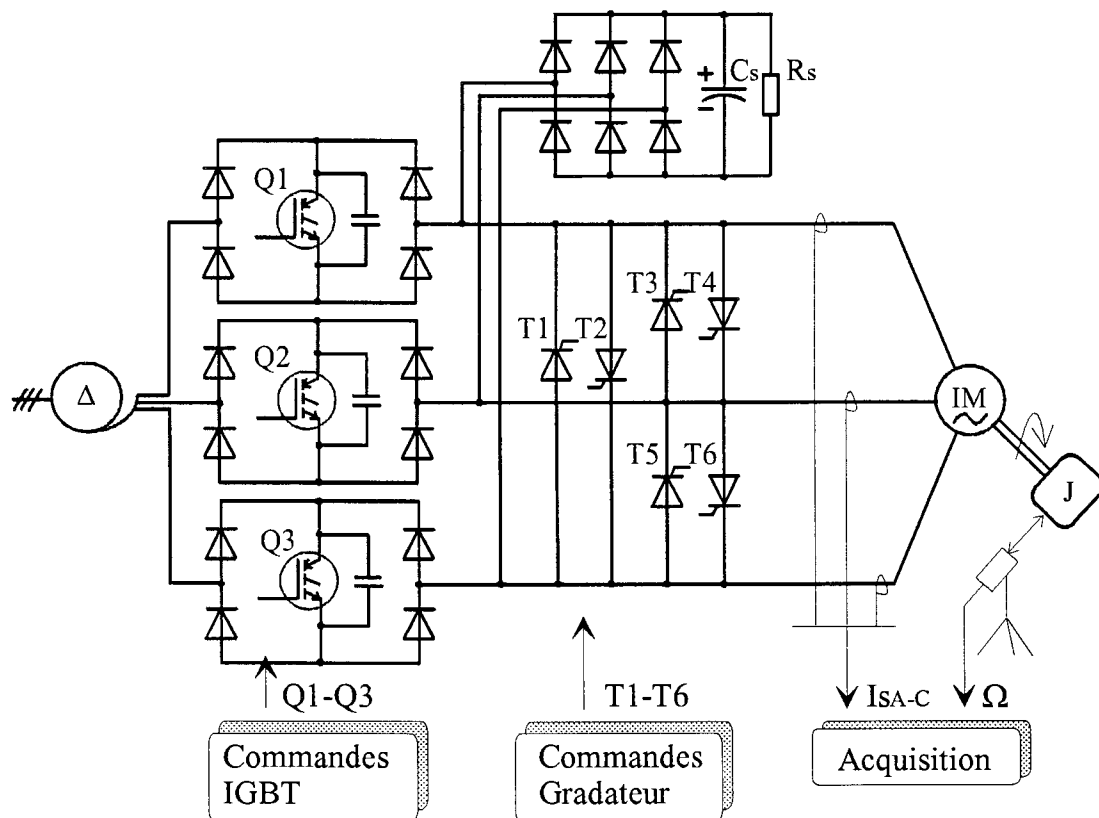 +
-
Cs
Rs
Q1
T3
T4
T1
T2
Q2
Δ
IM
T5
T6
J
Q3
Q1-Q3
T1-T6
IsA-C
Ω
Commandes
IGBT
Commandes
Gradateur
Acquisition